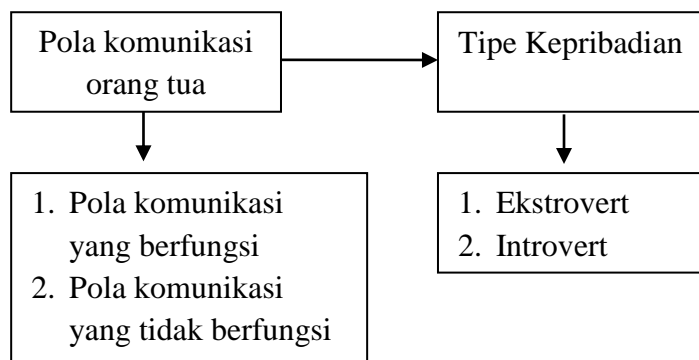 Pola komunikasi
orang tua
Tipe Kepribadian
1. Pola komunikasi
yang berfungsi
2. Pola komunikasi
yang tidak berfungsi
1. Ekstrovert
2. Introvert